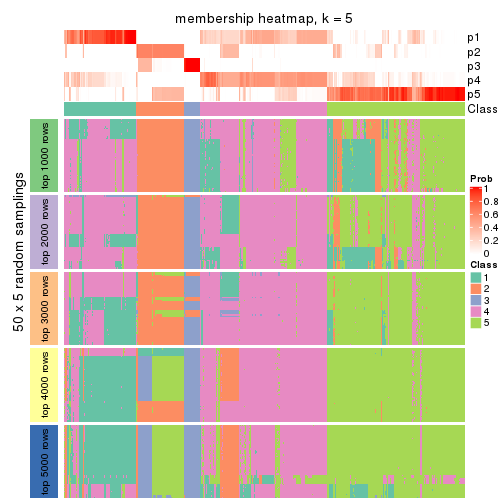 membership heatmap, k = 5
p1
p2
p3
p4
p5
Class
50 x 5 random samplings
top 1000 rows
top 2000 rows
top 3000 rows
top 4000 rows
top 5000 rows
Prob
1
0.8
0.6
0.4
0.2
0
Class
1
2
3
4
5